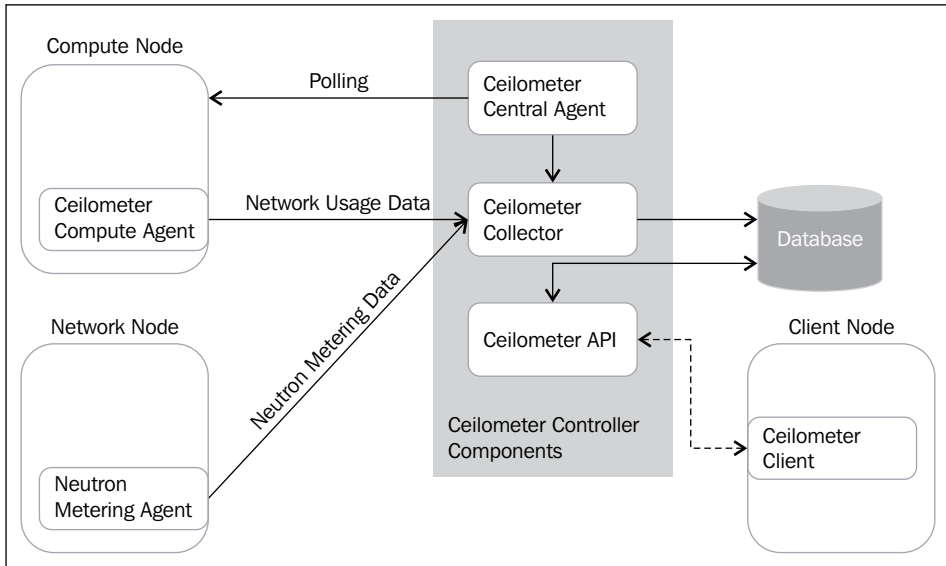 Compute Node
Polling
Ceilometer
Central Agent
Ceilometer
Compute Agent
Network Usage Data
Ceilometer
Collector
Database
Neutron Metering Data
Network Node
Ceilometer API
Client Node
Ceilometer Controller
Components
Ceilometer
Client
Neutron
Metering Agent